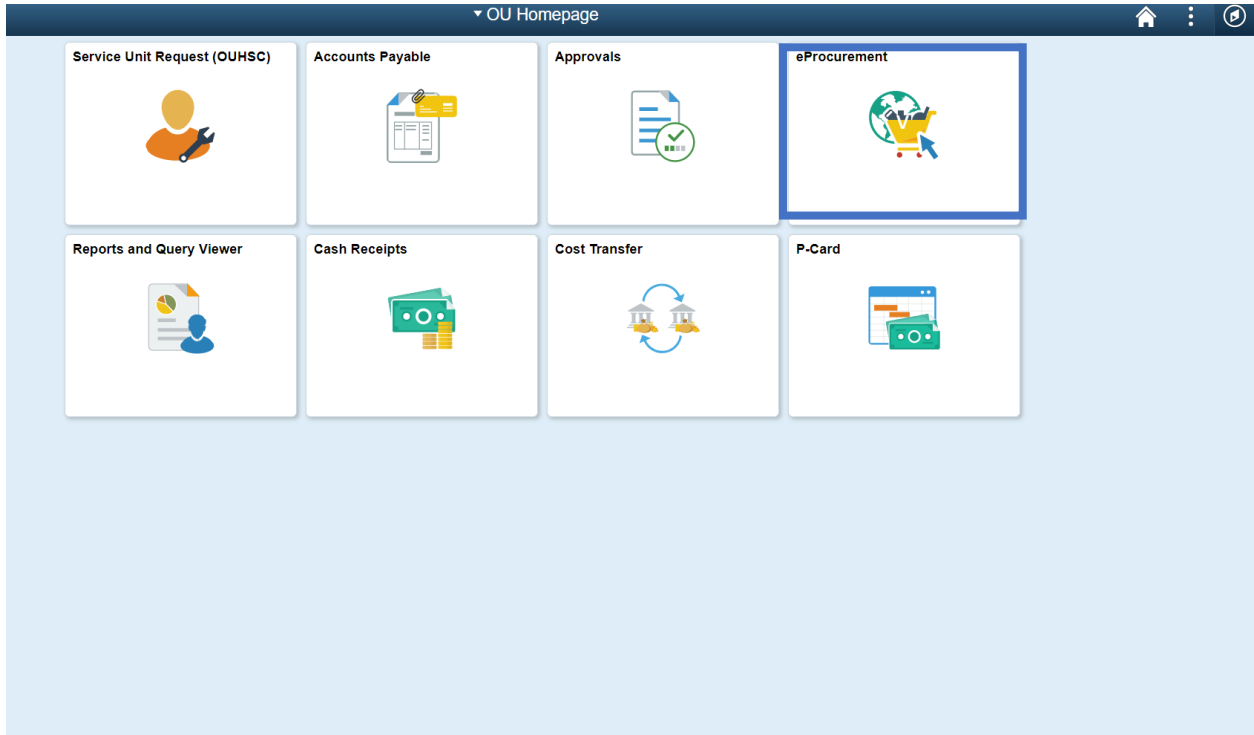 OU Homepage
Service Unit Request (OUHSC)
Accounts Payable
Approvals
eProcurement
Reports and Query Viewer
Cash Receipts
Cost Transfer
P-Card